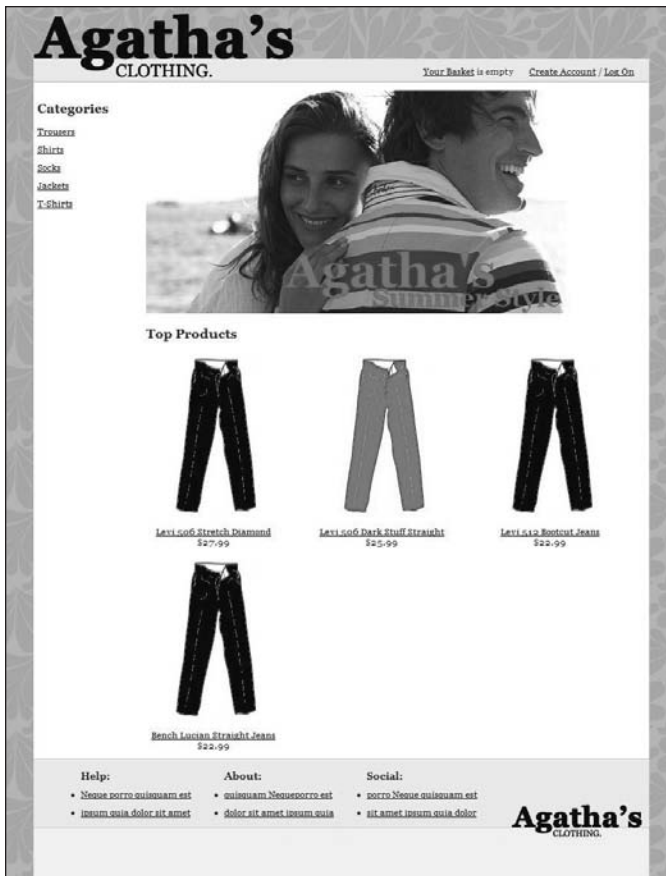 Agatha's
CLOTHING.
Your Basket is empty Create Account / Log On
Categories
Trousers
Shirts
Socks
Jackets
T-Shirts
Agatha's
Summer Style
Top Products
Levi 506 Stretch Diamond
$27.99
Levi 506 Dark Stuff Straight
$25.99
Levi 512 Bootcut Jeans
$22.99
Bench Lucian Straight Jeans
$22.99
Help:
• Neque porro quisquam est
• ipsum quia dolor sit amet
About:
• quisquam Nequeporro est
• dolor sit amet ipsum quia
Social:
• porro Neque quisquam est
• sit amet ipsum quia dolor
Agatha's
CLOTHING.